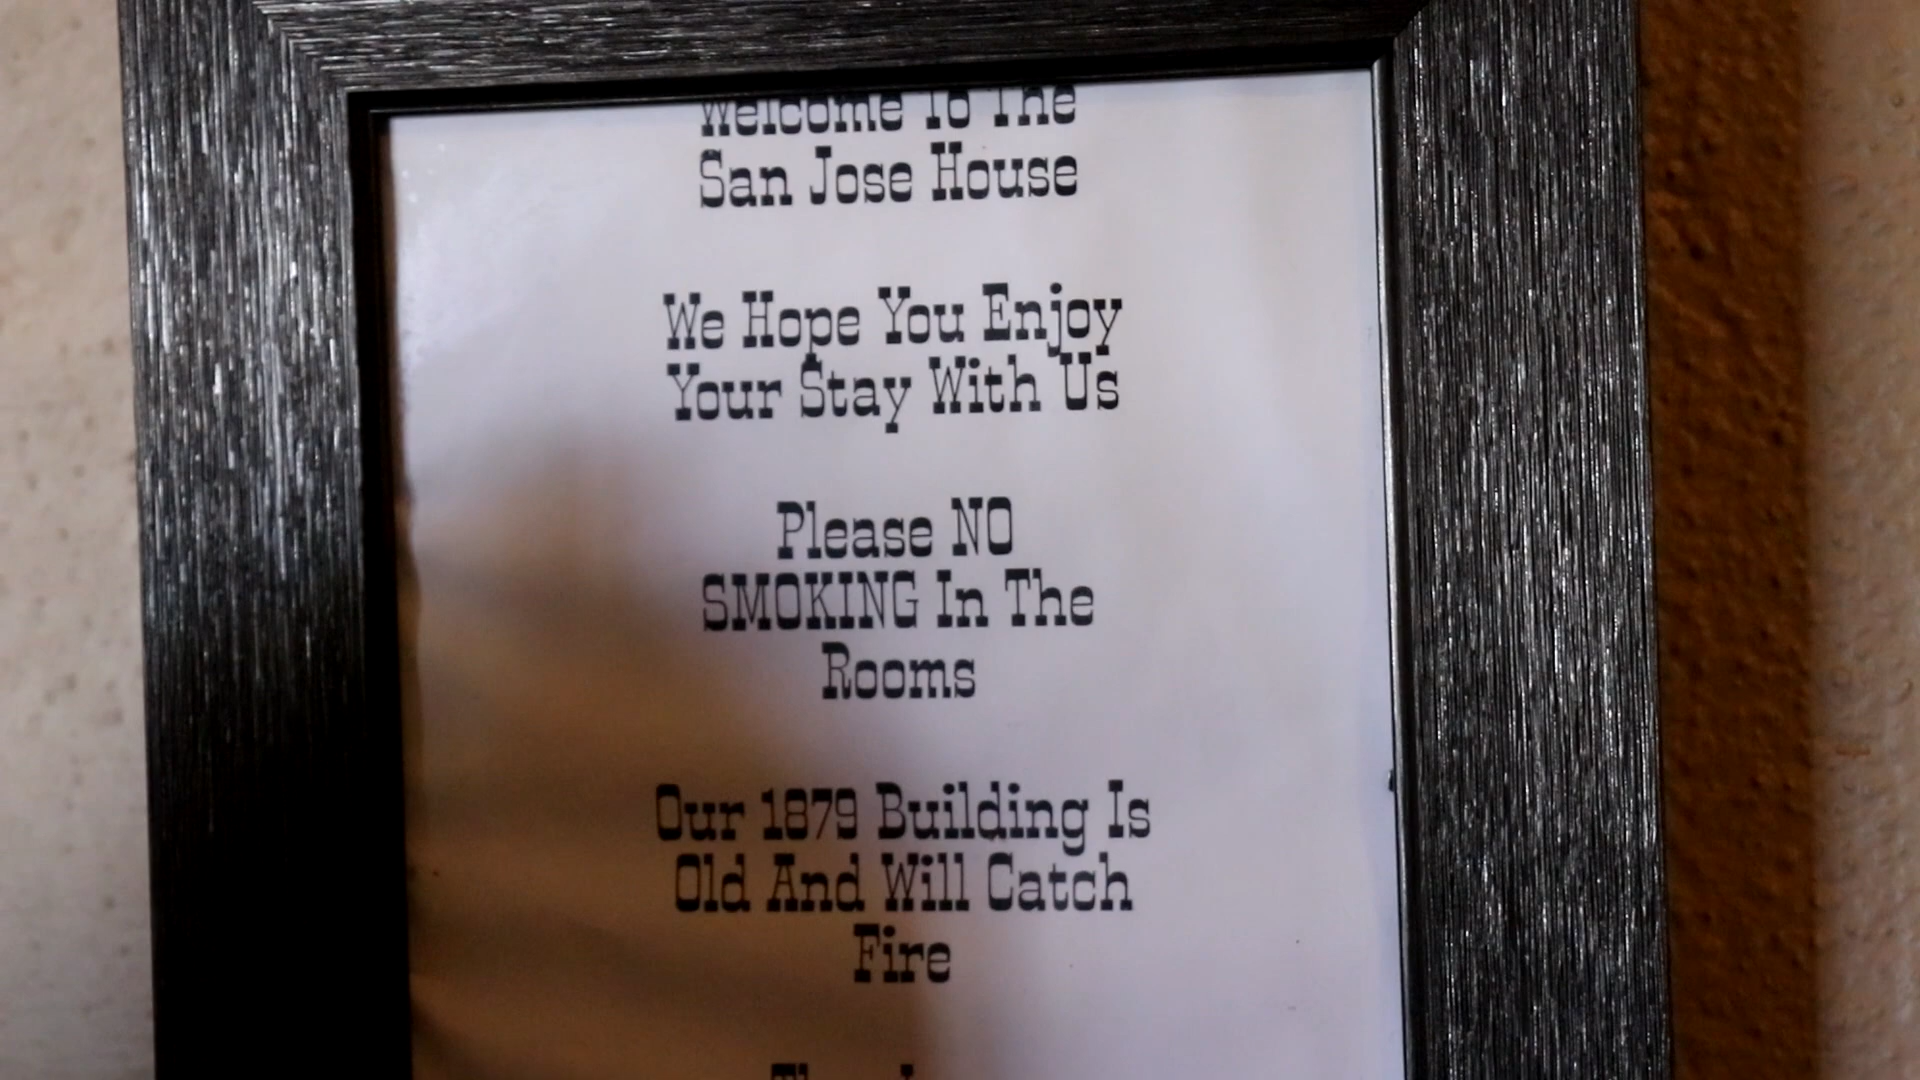 Welcome To The
San Jose House
We Hope You Enjoy
Your Stay With Us
Please NO
SMOKING In The
Rooms
Our 1879 Building Is
Old And Will Catch
Fire